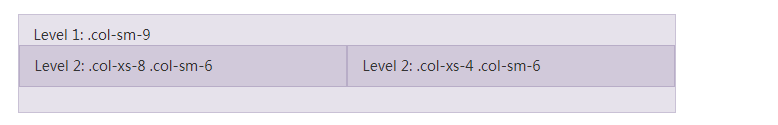 Level 1: .col-sm-9
Level 2: .col-xs-8 .col-sm-6
Level 2: .col-xs-4 .col-sm-6